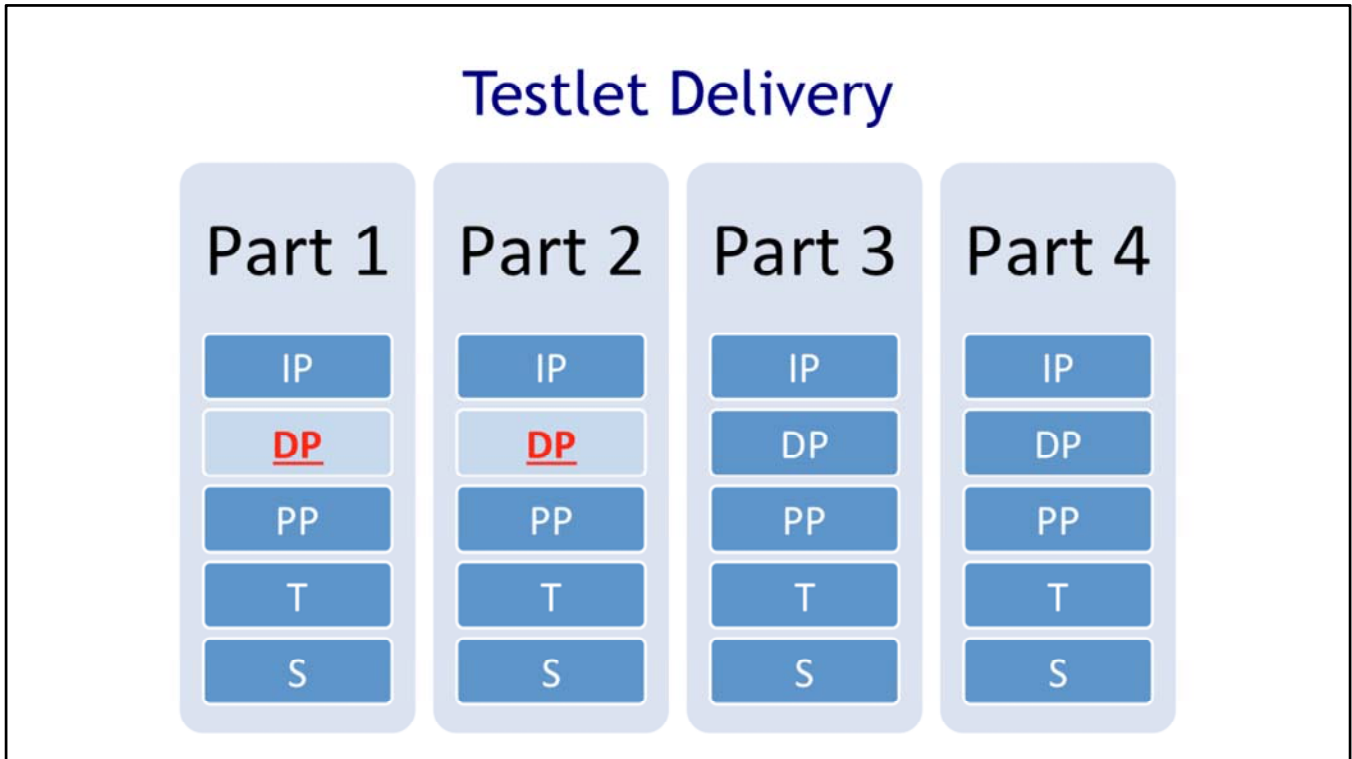 Testlet Delivery
Part 1
IP
DP
PP
T
S
Part 2
IP
DP
PP
T
S
Part 3
IP
DP
PP
T
S
Part 4
IP
DP
PP
T
S